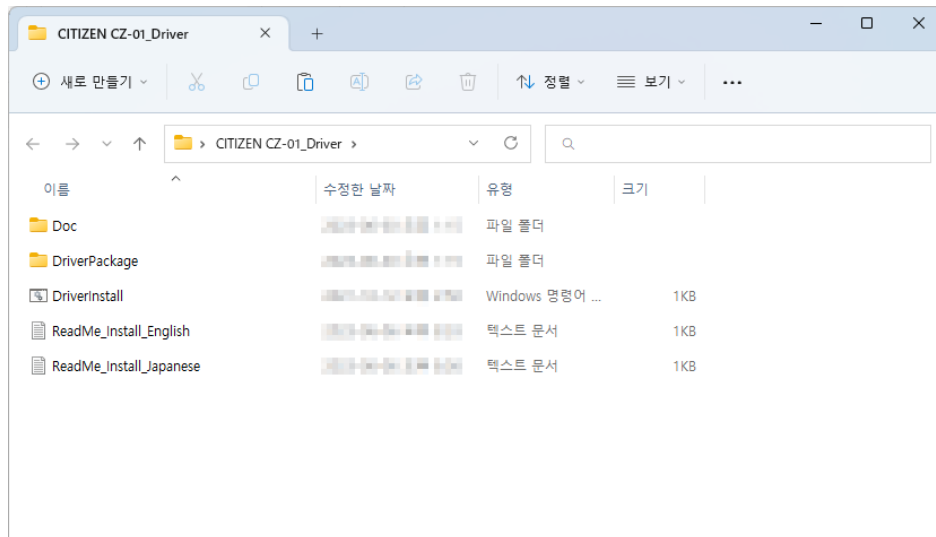 CITIZEN CZ-01_Driver
새로 만들기
정렬
보기
CITIZEN CZ-01_Driver
이름 수정한 날짜 유형 크기
Doc 파일 폴더
DriverPackage 파일 폴더
DriverInstall Windows 명령어 ... 1KB
ReadMe_Install_English 텍스트 문서 1KB
ReadMe_Install_Japanese 텍스트 문서 1KB